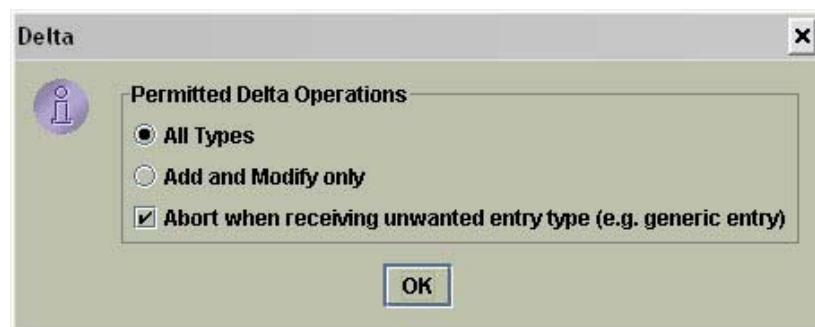 Delta
Permitted Delta Operations
All Types
Add and Modify only
Abort when receiving unwanted entry type (e.g. generic entry)
OK